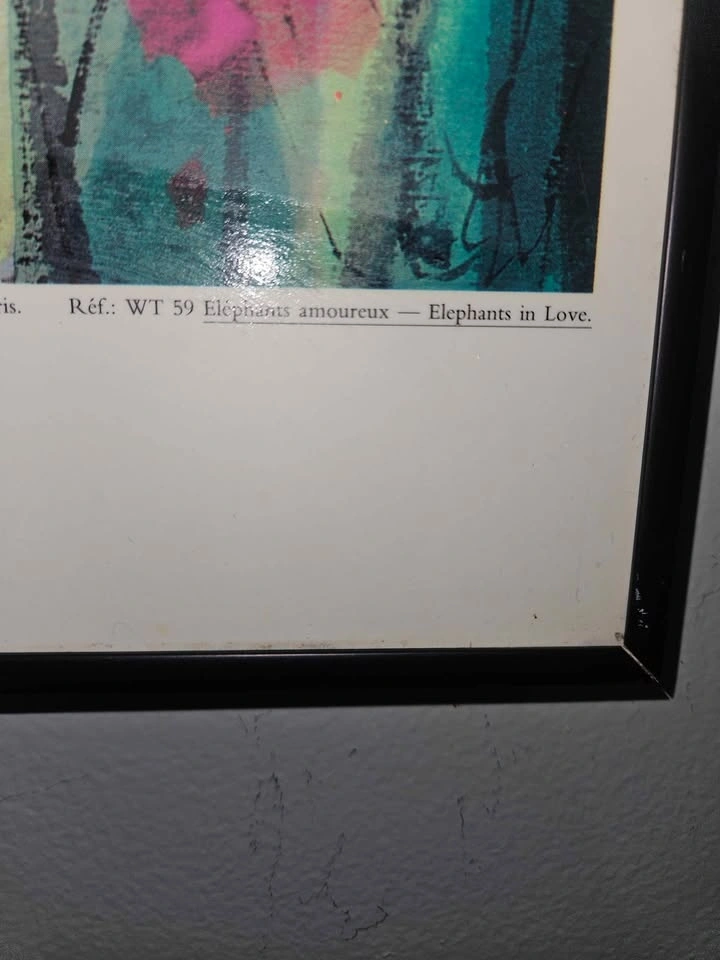 ris. Réf.: WT 59 Eléphants amoureux — Elephants in Love.